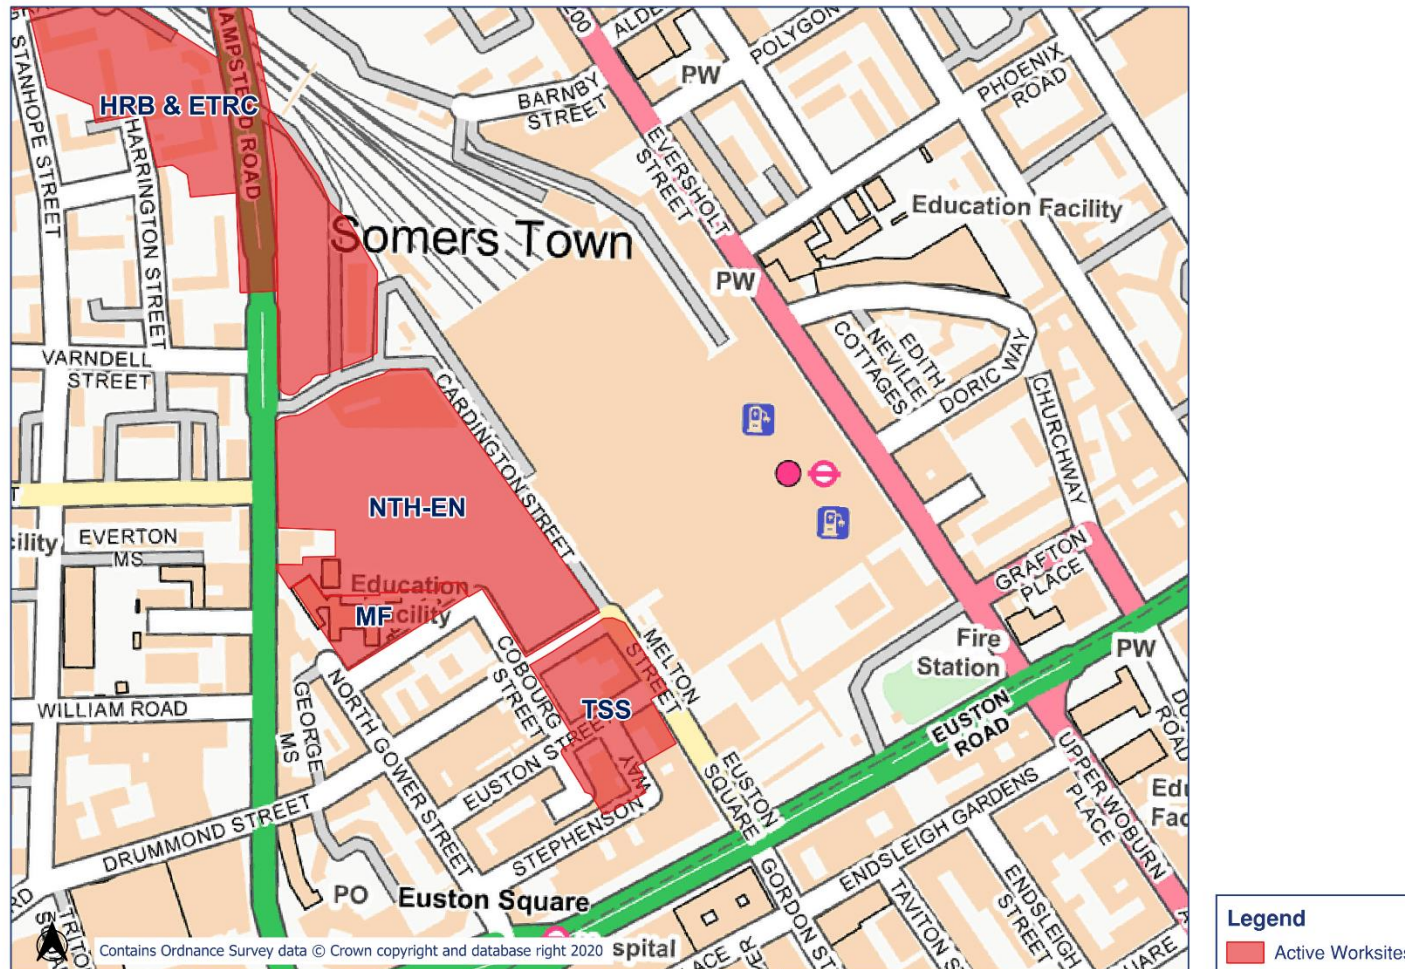 STANHOPE STREET
HRB & ETRC
HAMPSTEAD ROAD
HARRINGTON STREET
BARNBY
STREET
PW
POLYGON
PHOENIX
ROAD
EVERSHOLT
STREET
Education Facility
Somers Town
PW
VARNDELL
STREET
CARDINGTON STREET
EDITH
NEVILLE
COTTAGES
DORIC WAY
CHURCHWAY
NTH-EN
EVERTON
MS
Education
Facility
MF
GRAFTON
PLACE
Fire
Station
PW
COBOURG
STREET
MELTON
STREET
TSS
WILLIAM ROAD
GEORGE
MS
NORTH GOWER STREET
EUSTON STREET
EUSTON
SQUARE
EUSTON
ROAD
UPPER WOBURN
PLACE
DRUMMOND STREET
STEPHENSON WAY
ENDSLEIGH GARDENS
PO
Euston Square
GORDON ST
TAVITON S
ENDSLEIGH
STREET
Contains Ordnance Survey data © Crown copyright and database right 2020
spital
Legend
Active Worksites